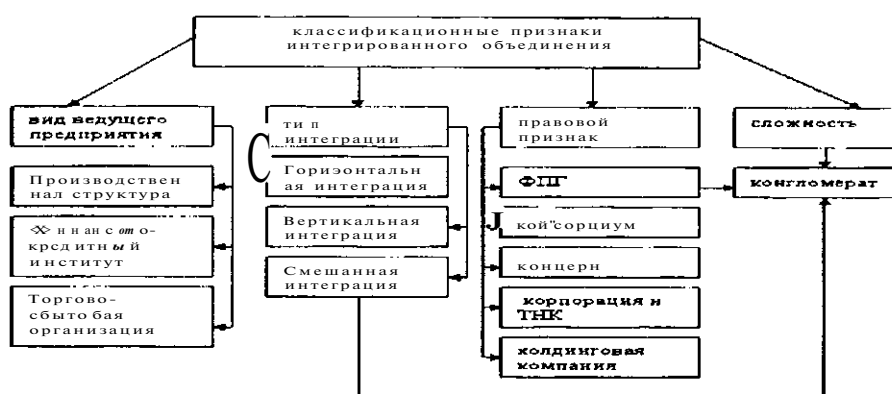 классификационные признаки
интегрированного объединения
вид ведущего
предприятия
Производствен
нал структура
институт
Торгово-
сбыто бая
организация
ти п
интеграции
Горизонтальн
ая интеграция
Вертикальная
интеграция
Смешанная
интеграция
правовой
признак
ФПГ
кой"сорциум
концерн
корпорация и
ТНК
холдинговая
компания
сложность
конгломерат